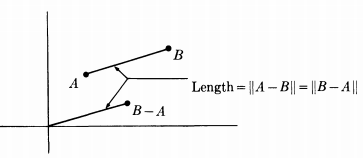 B
A
Length = ‖A − B‖ = ‖B − A‖
B − A